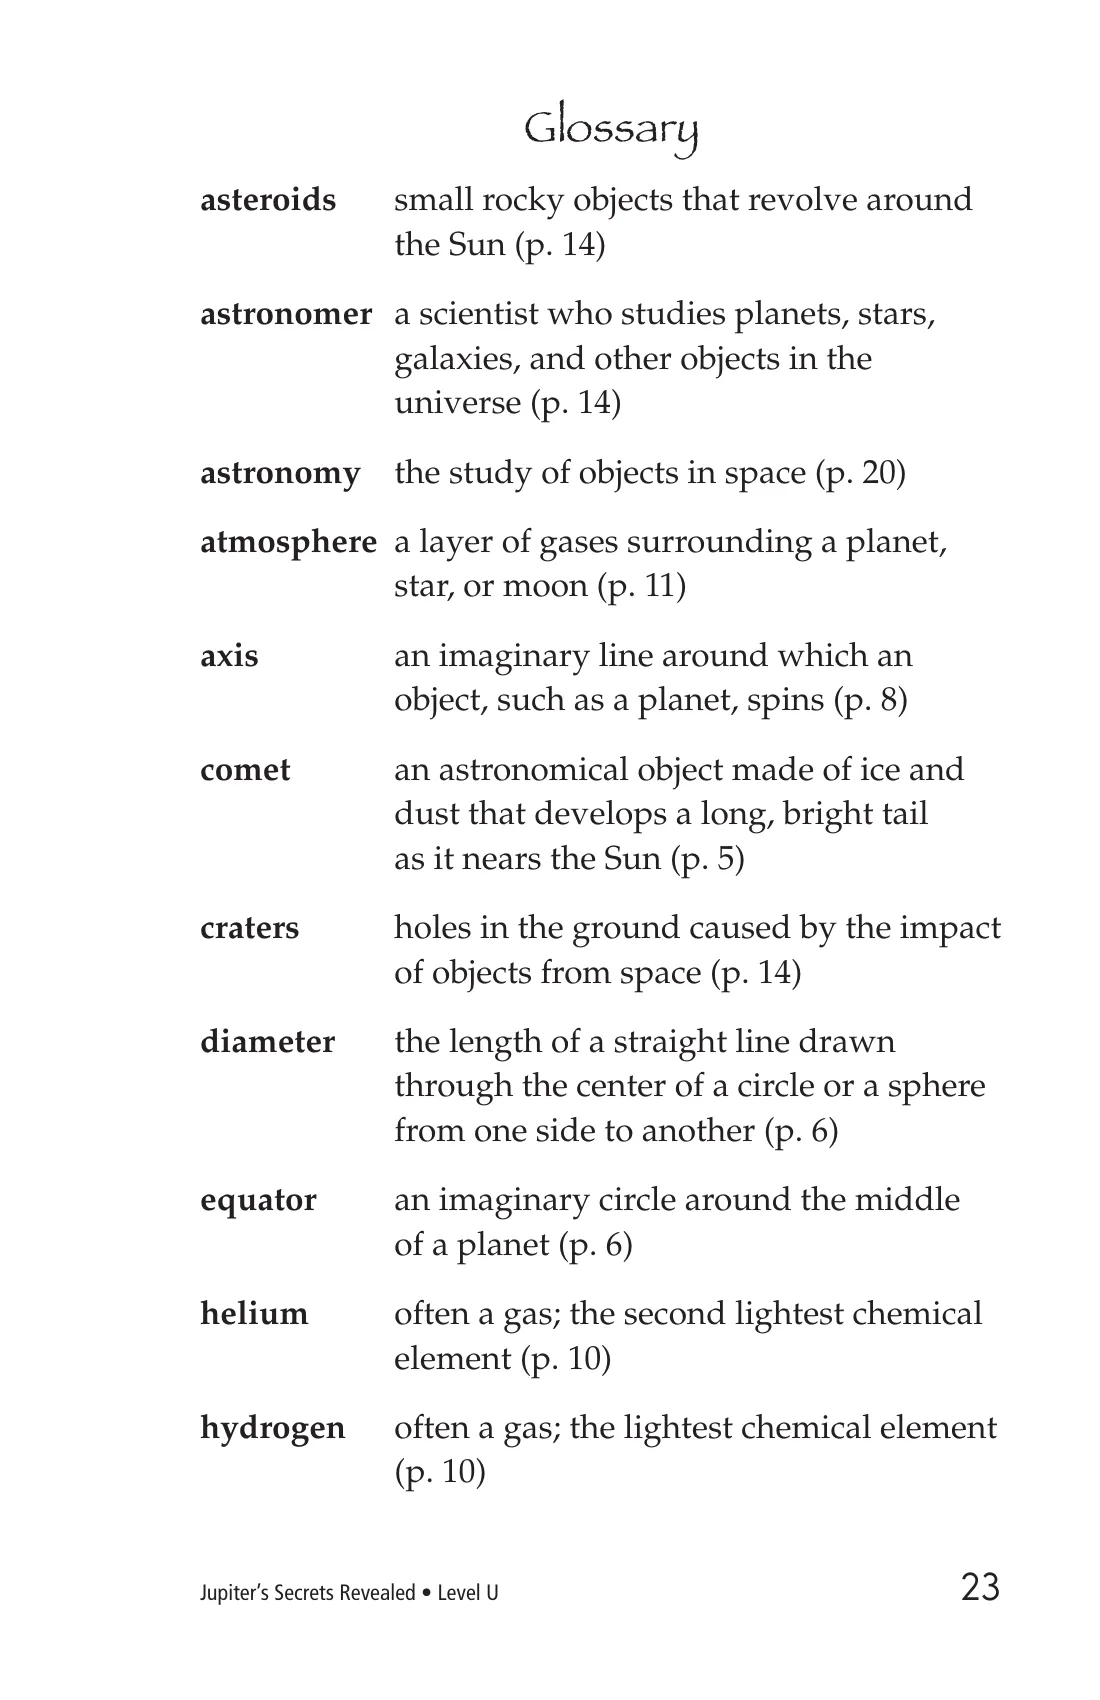 Glossary
asteroids small rocky objects that revolve around
the Sun (p. 14)
astronomer a scientist who studies planets, stars,
galaxies, and other objects in the
universe (p. 14)
astronomy the study of objects in space (p. 20)
atmosphere a layer of gases surrounding a planet,
star, or moon (p. 11)
axis an imaginary line around which an
object, such as a planet, spins (p. 8)
comet an astronomical object made of ice and
dust that develops a long, bright tail
as it nears the Sun (p. 5)
craters holes in the ground caused by the impact
of objects from space (p. 14)
diameter the length of a straight line drawn
through the center of a circle or a sphere
from one side to another (p. 6)
equator an imaginary circle around the middle
of a planet (p. 6)
helium often a gas; the second lightest chemical
element (p. 10)
hydrogen often a gas; the lightest chemical element
(p. 10)
Jupiter’s Secrets Revealed • Level U 23